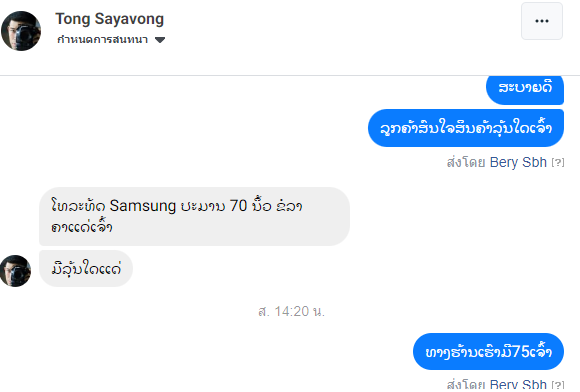 Tong Sayavong
กำหนดการสนทนา
ສະບາຍດີ
ລູກຄ້າສົນໃຈສິນຄ້າລຸ້ນໃດເຈົ້າ
ส่งโดย Bery Sbh [?]
ໂທລະທັດ Samsung ປະມານ 70 ນິ້ວ ຂໍລາ
ຄາແດ່ເຈົ້າ
ມີລຸ້ນໃດແດ່
ส. 14:20 น.
ທາງຮ້ານເຮົາມີ75ເຈົ້າ
ส่งโดย Bery Sbh [?]